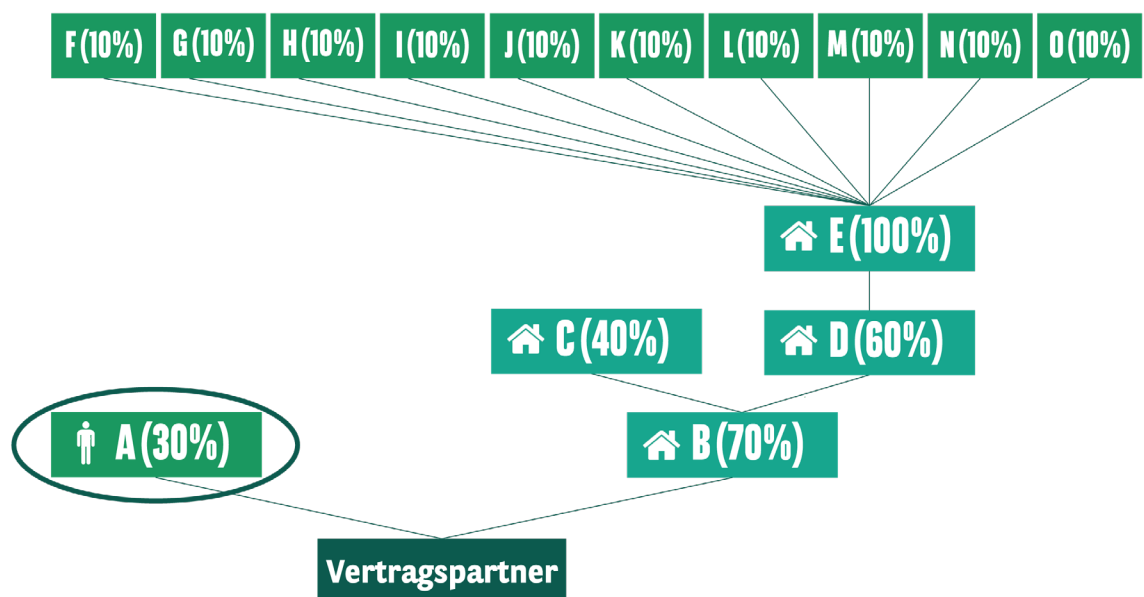 F (10%)
G (10%)
H (10%)
I (10%)
J (10%)
K (10%)
L (10%)
M (10%)
N (10%)
O (10%)
E (100%)
C (40%)
D (60%)
A (30%)
B (70%)
Vertragspartner